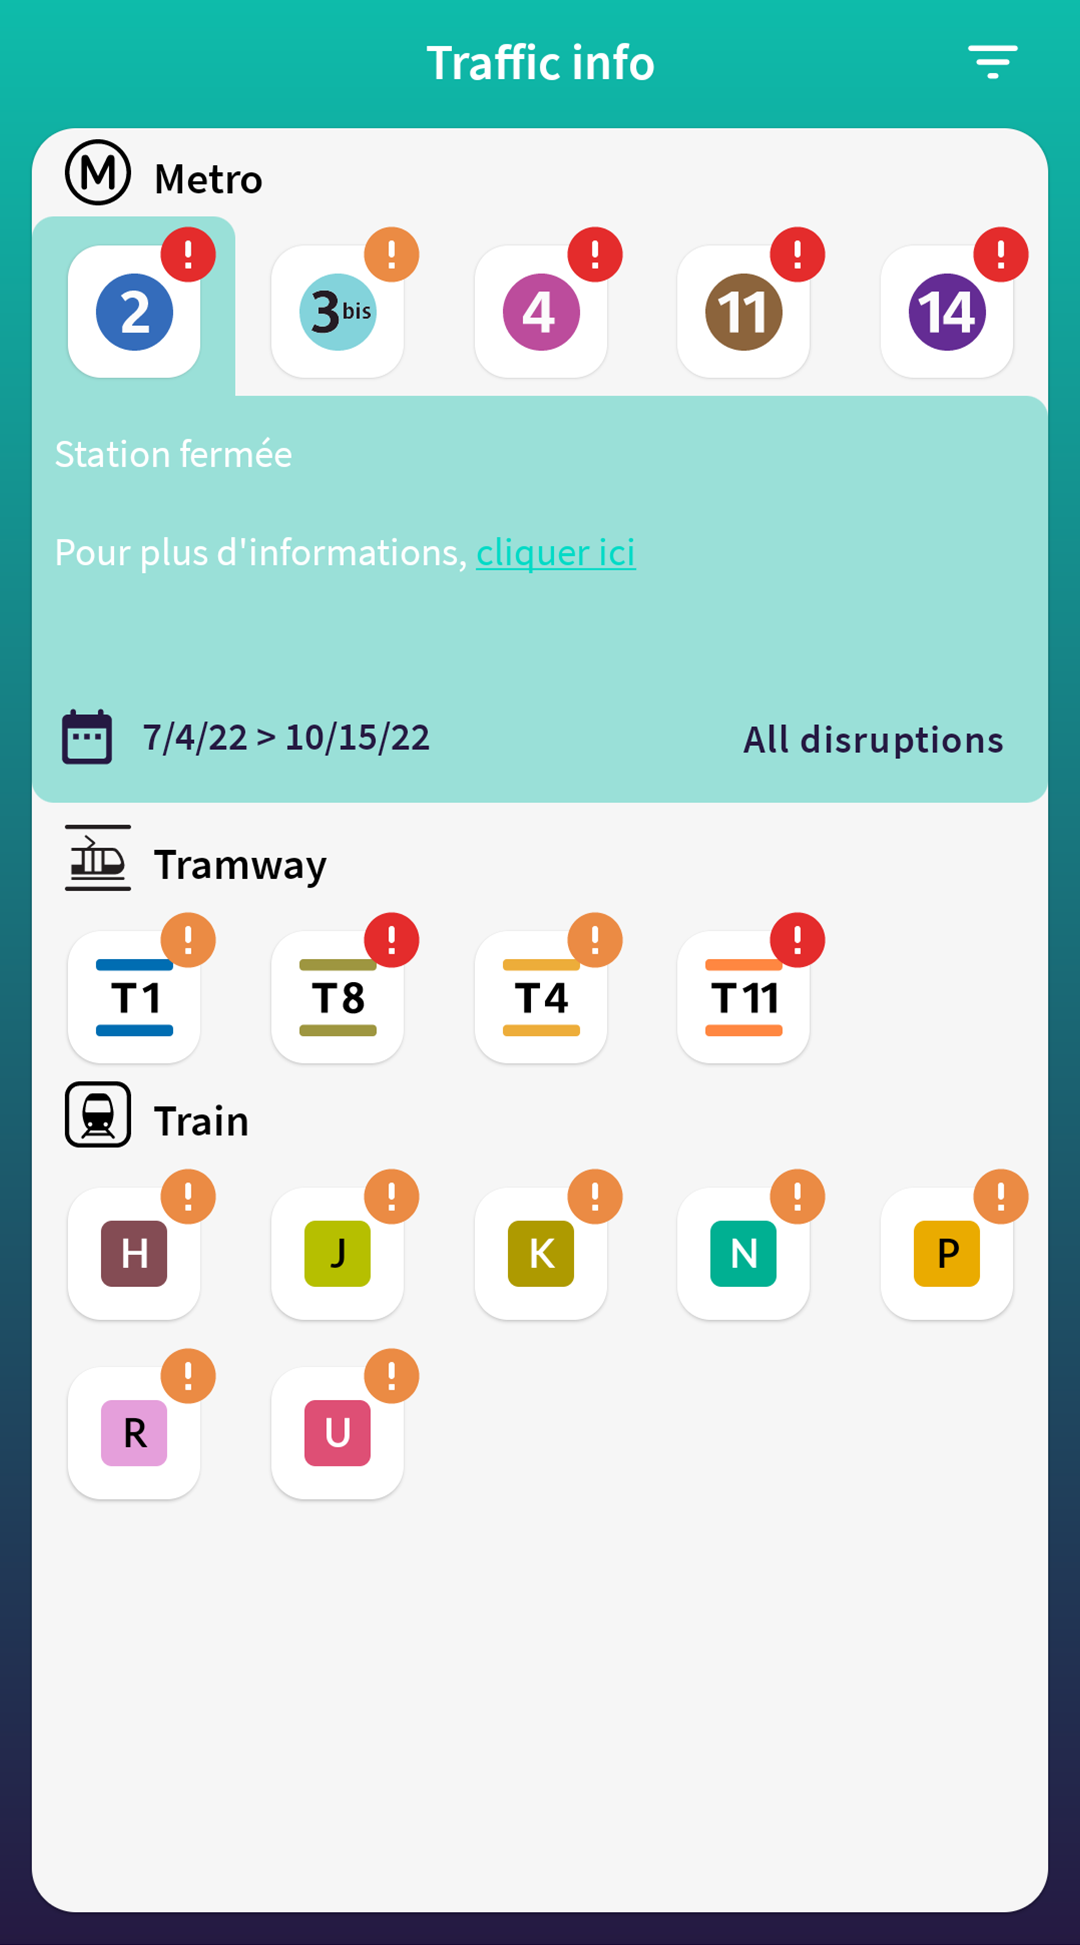 Traffic info
M Metro
! ! ! ! !
2 3bis 4 11 14
Station fermée
Pour plus d'informations, cliquer ici
7/4/22 > 10/15/22 All disruptions
Tramway
! ! ! !
T1 T8 T4 T11
Train
! ! ! ! !
H J K N P
! !
R U